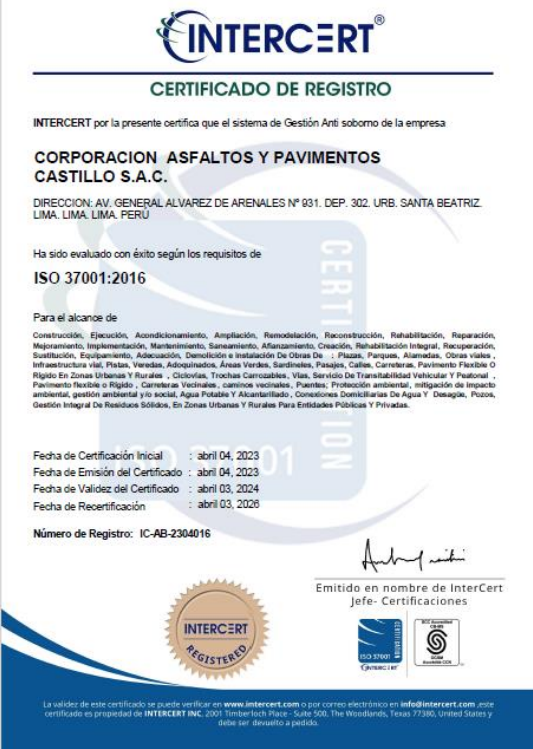 INTERCERT®
CERTIFICADO DE REGISTRO
INTERCERT por la presente certifica que el sistema de Gestión Anti soborno de la empresa
CORPORACION ASFALTOS Y PAVIMENTOS
CASTILLO S.A.C.
DIRECCION: AV. GENERAL ALVAREZ DE ARENALES Nº 931. DEP. 302. URB. SANTA BEATRIZ.
LIMA. LIMA. LIMA. PERÚ
Ha sido evaluado con éxito según los requisitos de
ISO 37001:2016
Para el alcance de
Construcción, Ejecución, Acondicionamiento, Ampliación, Remodelación, Reconstrucción, Rehabilitación, Reparación,
Mejoramiento, Implementación, Mantenimiento, Saneamiento, Afianzamiento, Creación, Rehabilitación Integral, Recuperación,
Sustitución, Equipamiento, Adecuación, Demolición e Instalación De Obras De : Plazas, Parques, Alamedas, Obras viales ,
Infraestructura vial, Pistas, Veredas, Adoquinados, Áreas Verdes, Sardineles, Pasajes, Calles, Carreteras, Pavimento Flexible O
Rígido En Zonas Urbanas Y Rurales , Ciclovías, Trochas Carrozables , Vías, Servicio De Transitabilidad Vehicular Y Peatonal ,
Pavimento flexible o Rígido , Carreteras Vecinales, caminos vecinales , Puentes; Protección ambiental, mitigación de impacto
ambiental, gestión ambiental y/o social, Agua Potable Y Alcantarillado , Conexiones Domiciliarias De Agua Y Desagüe, Pozos,
Gestión Integral De Residuos Sólidos, En Zonas Urbanas Y Rurales Para Entidades Públicas Y Privadas.
Fecha de Certificación Inicial : abril 04, 2023
Fecha de Emisión del Certificado : abril 04, 2023
Fecha de Validez del Certificado : abril 03, 2024
Fecha de Recertificación : abril 03, 2026
Número de Registro: IC-AB-2304016
CERTIFICATION
ISO 37001
Emitido en nombre de InterCert
Jefe- Certificaciones
INTERCERT
REGISTERED
ISO 37001
CERTIFICATION
INTERCERT
La validez de este certificado se puede verificar en www.intercert.com o por correo electrónico en info@intercert.com ,este
certificado es propiedad de INTERCERT INC, 2001 Timberloch Place - Suite 500, The Woodlands, Texas 77380, United States y
debe ser devuelto a pedido.